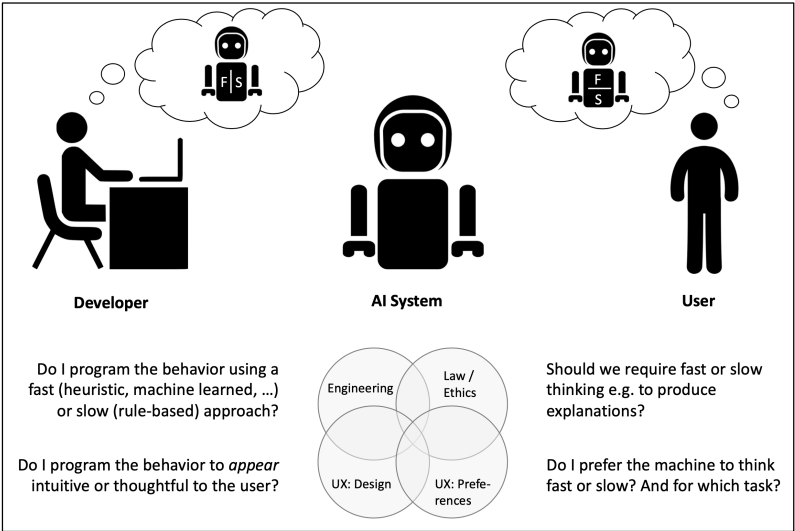 F S
F
S
Developer
AI System
User
Do I program the behavior using a
fast (heuristic, machine learned, …)
or slow (rule-based) approach?
Do I program the behavior to appear
intuitive or thoughtful to the user?
Engineering
Law /
Ethics
UX: Design
UX: Prefe-
rences
Should we require fast or slow
thinking e.g. to produce
explanations?
Do I prefer the machine to think
fast or slow? And for which task?